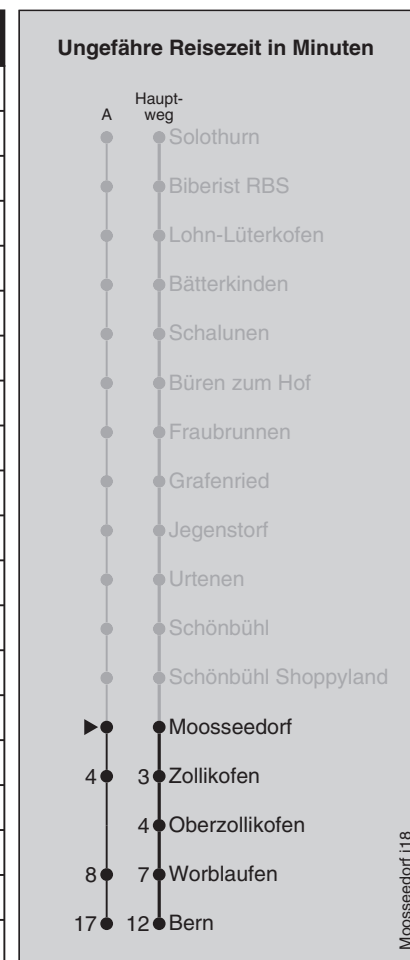 Ungefähre Reisezeit in Minuten
A
Haupt-
weg
Solothurn
Biberist RBS
Lohn-Lüterkofen
Bätterkinden
Schalunen
Büren zum Hof
Fraubrunnen
Grafenried
Jegenstorf
Urtenen
Schönbühl
Schönbühl Shoppyland
Moosseedorf
4 3 Zollikofen
4 Oberzollikofen
8 7 Worblaufen
17 12 Bern
Moosseedorf j18